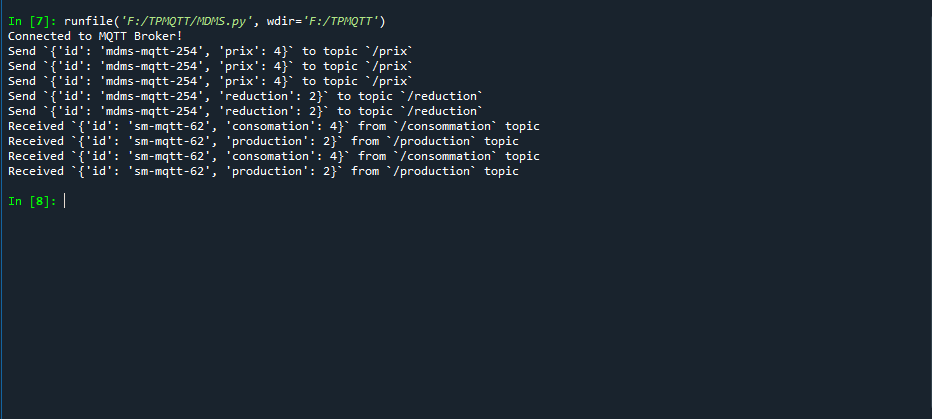 In [7]: runfile('F:/TPMQTT/MDMS.py', wdir='F:/TPMQTT')
Connected to MQTT Broker!
Send `{'id': 'mdms-mqtt-254', 'prix': 4}` to topic `/prix`
Send `{'id': 'mdms-mqtt-254', 'prix': 4}` to topic `/prix`
Send `{'id': 'mdms-mqtt-254', 'prix': 4}` to topic `/prix`
Send `{'id': 'mdms-mqtt-254', 'reduction': 2}` to topic `/reduction`
Send `{'id': 'mdms-mqtt-254', 'reduction': 2}` to topic `/reduction`
Received `{'id': 'sm-mqtt-62', 'consomation': 4}` from `/consommation` topic
Received `{'id': 'sm-mqtt-62', 'production': 2}` from `/production` topic
Received `{'id': 'sm-mqtt-62', 'consomation': 4}` from `/consommation` topic
Received `{'id': 'sm-mqtt-62', 'production': 2}` from `/production` topic
In [8]: